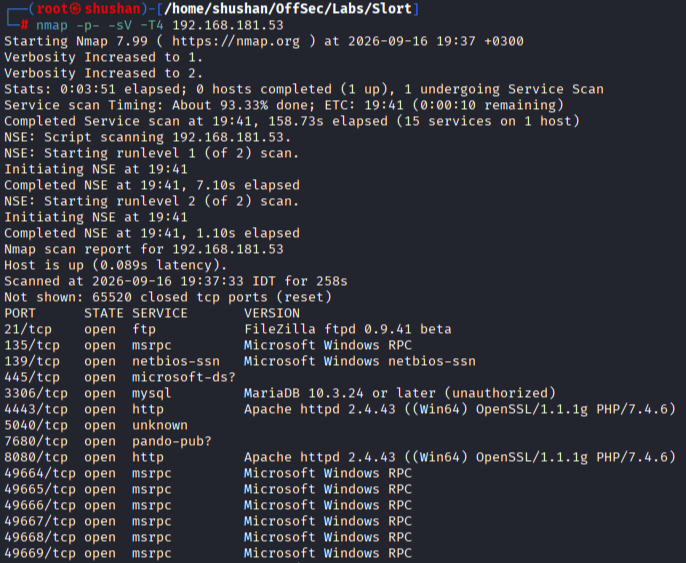 ┌──(root㉿shushan)-[/home/shushan/OffSec/Labs/Slort]
└─# nmap -p- -sV -T4 192.168.181.53
Starting Nmap 7.99 ( https://nmap.org ) at 2026-09-16 19:37 +0300
Verbosity Increased to 1.
Verbosity Increased to 2.
Stats: 0:03:51 elapsed; 0 hosts completed (1 up), 1 undergoing Service Scan
Service scan Timing: About 93.33% done; ETC: 19:41 (0:00:10 remaining)
Completed Service scan at 19:41, 158.73s elapsed (15 services on 1 host)
NSE: Script scanning 192.168.181.53.
NSE: Starting runlevel 1 (of 2) scan.
Initiating NSE at 19:41
Completed NSE at 19:41, 7.10s elapsed
NSE: Starting runlevel 2 (of 2) scan.
Initiating NSE at 19:41
Completed NSE at 19:41, 1.10s elapsed
Nmap scan report for 192.168.181.53
Host is up (0.089s latency).
Scanned at 2026-09-16 19:37:33 IDT for 258s
Not shown: 65520 closed tcp ports (reset)
PORT      STATE SERVICE       VERSION
21/tcp    open  ftp           FileZilla ftpd 0.9.41 beta
135/tcp   open  msrpc         Microsoft Windows RPC
139/tcp   open  netbios-ssn   Microsoft Windows netbios-ssn
445/tcp   open  microsoft-ds?
3306/tcp  open  mysql         MariaDB 10.3.24 or later (unauthorized)
4443/tcp  open  http          Apache httpd 2.4.43 ((Win64) OpenSSL/1.1.1g PHP/7.4.6)
5040/tcp  open  unknown
7680/tcp  open  pando-pub?
8080/tcp  open  http          Apache httpd 2.4.43 ((Win64) OpenSSL/1.1.1g PHP/7.4.6)
49664/tcp open  msrpc         Microsoft Windows RPC
49665/tcp open  msrpc         Microsoft Windows RPC
49666/tcp open  msrpc         Microsoft Windows RPC
49667/tcp open  msrpc         Microsoft Windows RPC
49668/tcp open  msrpc         Microsoft Windows RPC
49669/tcp open  msrpc         Microsoft Windows RPC